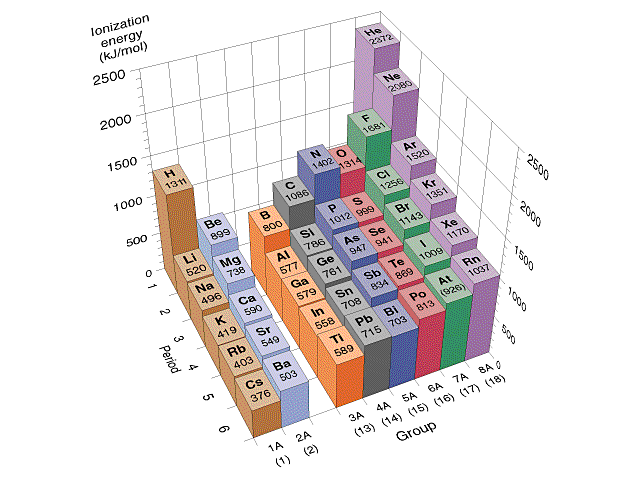 Ionization
energy
(kJ/mol)
2500
2000
1500
1000
500
0
He
2372
Ne
2080
Ar
1520
Kr
1351
Xe
1170
Rn
1037
F
1681
Cl
1256
Br
1143
I
1009
At
(926)
O
1314
S
999
Se
941
Te
869
Po
813
N
1402
P
1012
As
947
Sb
834
Bi
703
C
1086
Si
786
Ge
761
Sn
708
Pb
715
B
800
Al
577
Ga
579
In
558
Tl
589
Be
899
Mg
738
Ca
590
Sr
549
Ba
503
H
1311
Li
520
Na
496
K
419
Rb
403
Cs
376
2500
2000
1500
1000
500
0
1
2
3
4
5
6
Period
1A
(1)
2A
(2)
3A
(13)
4A
(14)
5A
(15)
6A
(16)
7A
(17)
8A
(18)
Group